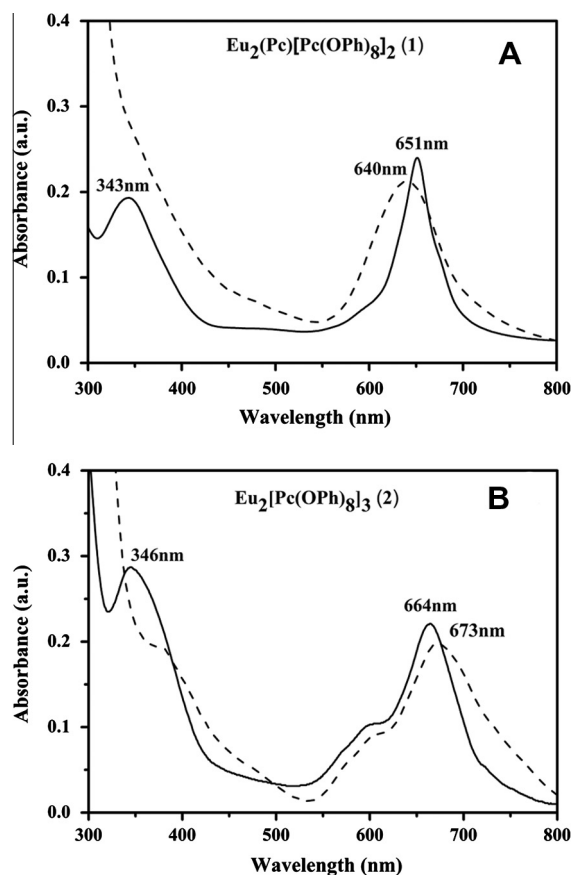 Eu2(Pc)[Pc(OPh)8]2 (1)
A
0.4
0.3
0.2
0.1
0.0
Absorbance (a.u.)
343nm
640nm
651nm
300 400 500 600 700 800
Wavelength (nm)
Eu2[Pc(OPh)8]3 (2)
B
0.4
0.3
0.2
0.1
0.0
Absorbance (a.u.)
346nm
664nm
673nm
300 400 500 600 700 800
Wavelength (nm)